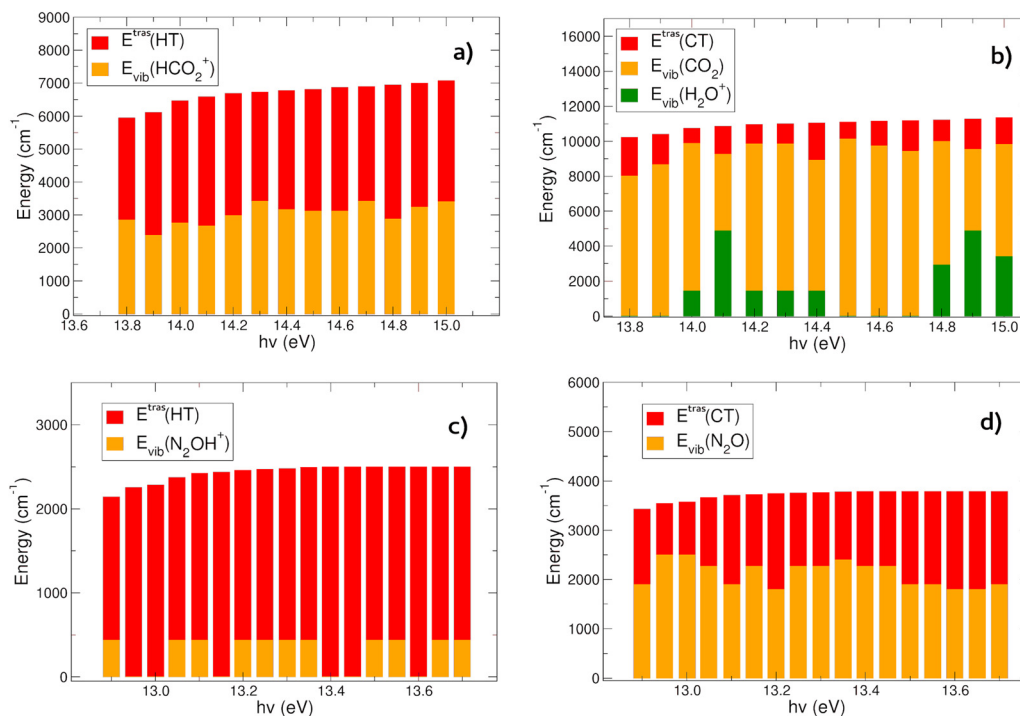 a)
E^tras(HT)
E_vib(HCO_2^+)
Energy (cm^-1)
9000
8000
7000
6000
5000
4000
3000
2000
1000
0
13.6 13.8 14.0 14.2 14.4 14.6 14.8 15.0
hν (eV)
b)
E^tras(CT)
E_vib(CO_2)
E_vib(H_2O^+)
Energy (cm^-1)
16000
14000
12000
10000
8000
6000
4000
2000
0
13.8 14.0 14.2 14.4 14.6 14.8 15.0
hν (eV)
c)
E^tras(HT)
E_vib(N_2OH^+)
Energy (cm^-1)
3000
2000
1000
0
13.0 13.2 13.4 13.6
hν (eV)
d)
E^tras(CT)
E_vib(N_2O)
Energy (cm^-1)
6000
5000
4000
3000
2000
1000
0
13.0 13.2 13.4 13.6
hν (eV)